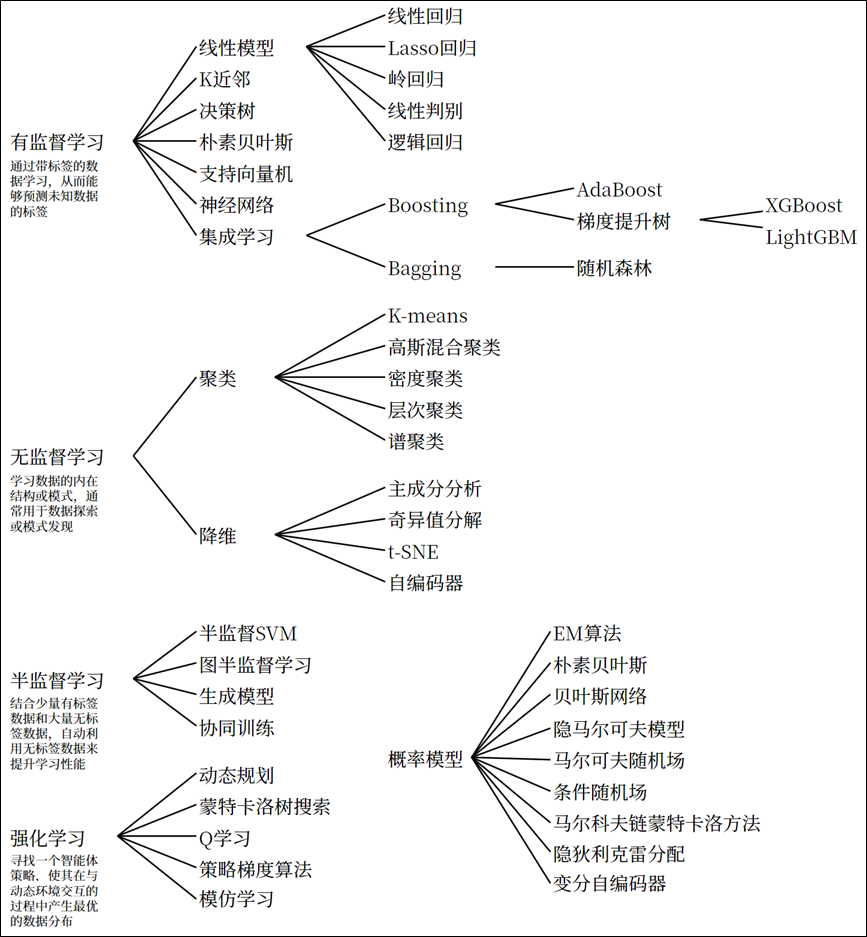 有监督学习
通过带标签的数
据学习，从而能
够预测未知数据
的标签
线性模型
K近邻
决策树
朴素贝叶斯
支持向量机
神经网络
集成学习
线性回归
Lasso回归
岭回归
线性判别
逻辑回归
Boosting
Bagging
AdaBoost
梯度提升树
随机森林
XGBoost
LightGBM
无监督学习
学习数据的内在
结构或模式，通
常用于数据探索
或模式发现
聚类
降维
K-means
高斯混合聚类
密度聚类
层次聚类
谱聚类
主成分分析
奇异值分解
t-SNE
自编码器
半监督学习
结合少量有标签
数据和大量无标
签数据，自动利
用无标签数据来
提升学习性能
半监督SVM
图半监督学习
生成模型
协同训练
强化学习
寻找一个智能体
策略，使其在与
动态环境交互的
过程中产生最优
的数据分布
动态规划
蒙特卡洛树搜索
Q学习
策略梯度算法
模仿学习
概率模型
EM算法
朴素贝叶斯
贝叶斯网络
隐马尔可夫模型
马尔可夫随机场
条件随机场
马尔科夫链蒙特卡洛方法
隐狄利克雷分配
变分自编码器